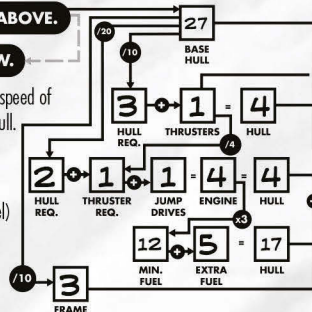 ABOVE.
W.
speed of
ull.
l)
27
BASE
HULL
/20
/10
3 + 1 = 4
HULL REQ. THRUSTERS HULL
/4
2 + 1 + 1 = 4 = 4
HULL REQ. THRUSTER REQ. JUMP DRIVES ENGINE HULL
x3
12 + 5 = 17
MIN. FUEL EXTRA FUEL HULL
/10
3
FRAME